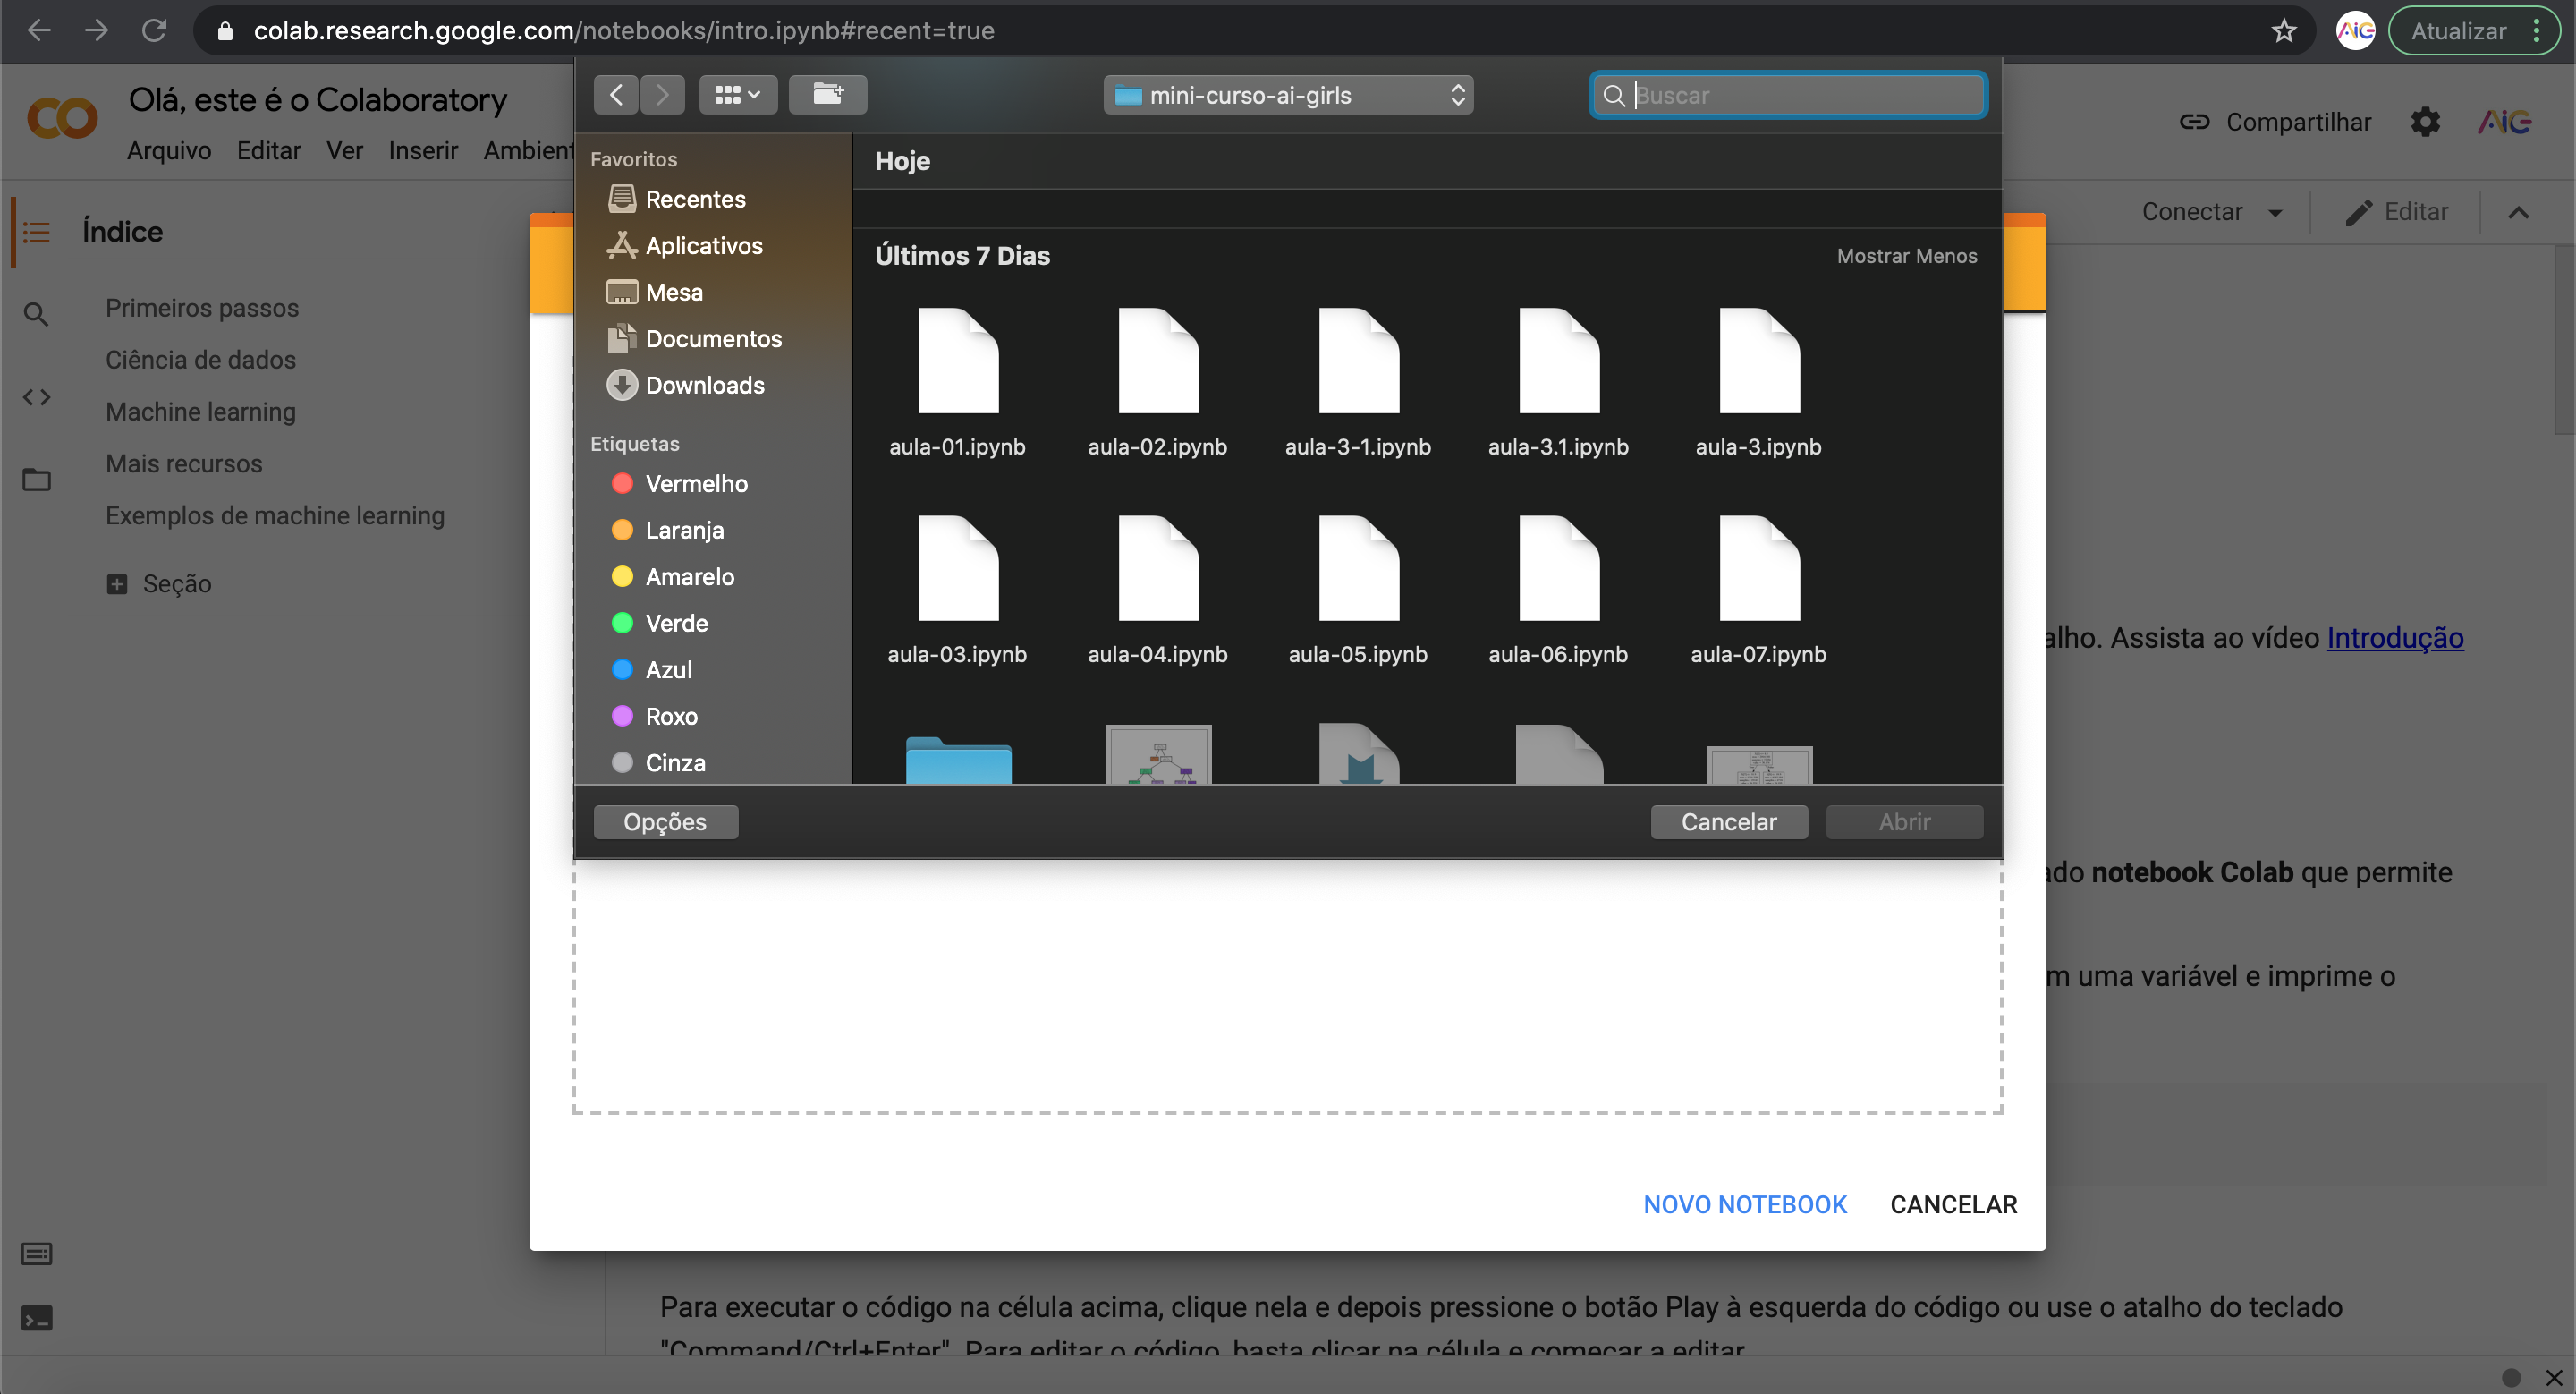 colab.research.google.com/notebooks/intro.ipynb#recent=true
AiG
Atualizar
Olá, este é o Colaboratory
Arquivo Editar Ver Inserir Ambient
Compartilhar
AiG
mini-curso-ai-girls
Buscar
Índice
Primeiros passos
Ciência de dados
Machine learning
Mais recursos
Exemplos de machine learning
Seção
Favoritos
Recentes
Aplicativos
Mesa
Documentos
Downloads
Etiquetas
Vermelho
Laranja
Amarelo
Verde
Azul
Roxo
Cinza
Hoje
Últimos 7 Dias
Mostrar Menos
aula-01.ipynb aula-02.ipynb aula-3-1.ipynb aula-3.1.ipynb aula-3.ipynb
aula-03.ipynb aula-04.ipynb aula-05.ipynb aula-06.ipynb aula-07.ipynb
Opções
Cancelar
Abrir
Conectar
Editar
alho. Assista ao vídeo Introdução
notebook Colab que permite
m uma variável e imprime o
NOVO NOTEBOOK
CANCELAR
Para executar o código na célula acima, clique nela e depois pressione o botão Play à esquerda do código ou use o atalho do teclado
"Command/Ctrl+Enter". Para editar o código, basta clicar na célula e começar a editar.